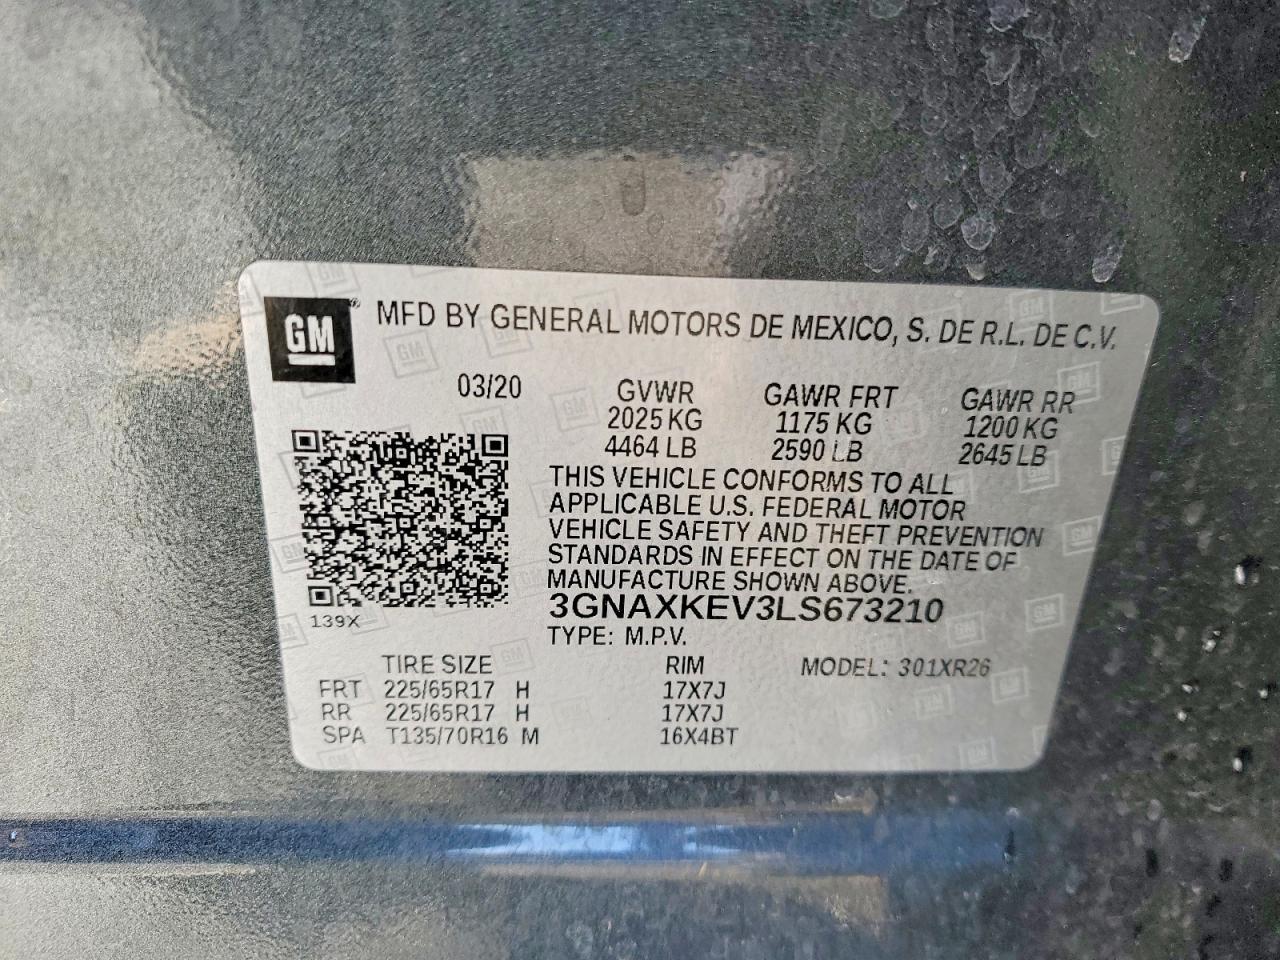 GM ® MFD BY GENERAL MOTORS DE MEXICO, S. DE R.L. DE C.V.
03/20 GVWR GAWR FRT GAWR RR
2025 KG 1175 KG 1200 KG
4464 LB 2590 LB 2645 LB
THIS VEHICLE CONFORMS TO ALL
APPLICABLE U.S. FEDERAL MOTOR
VEHICLE SAFETY AND THEFT PREVENTION
STANDARDS IN EFFECT ON THE DATE OF
MANUFACTURE SHOWN ABOVE.
3GNAXKEV3LS673210
139X
TYPE: M.P.V.
TIRE SIZE RIM MODEL: 301XR26
FRT 225/65R17 H 17X7J
RR 225/65R17 H 17X7J
SPA T135/70R16 M 16X4BT